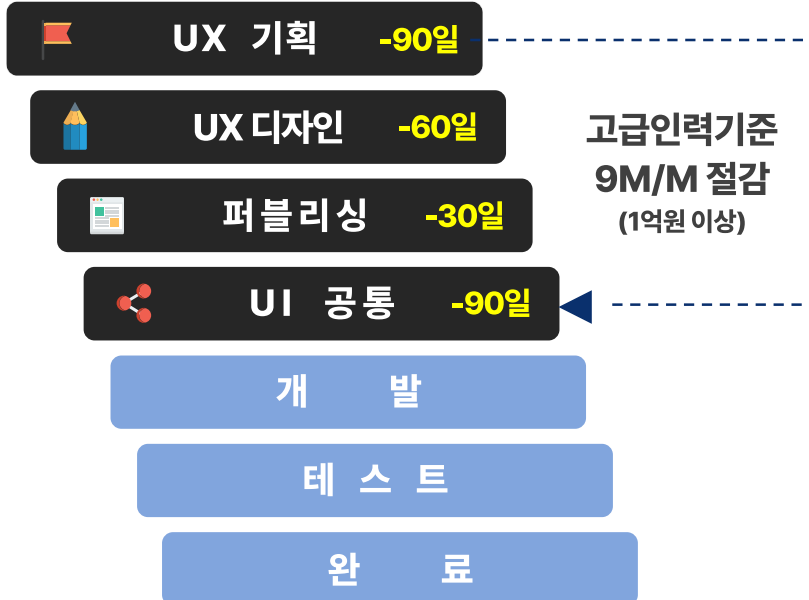 UX 기획 -90일
UX 디자인 -60일
고급인력기준
9M/M 절감
(1억원 이상)
퍼블리싱 -30일
UI 공통 -90일
개 발
테 스 트
완 료